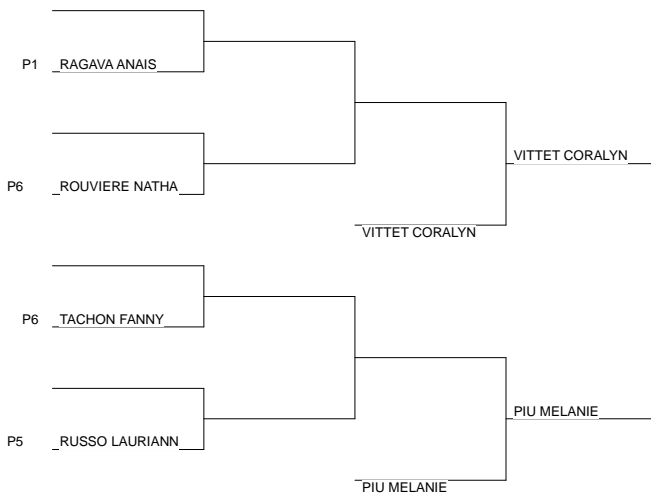 P1 RAGAVA ANAIS
VITTET CORALYN
P6 ROUVIERE NATHA
VITTET CORALYN
P6 TACHON FANNY
PIU MELANIE
P5 RUSSO LAURIANN
PIU MELANIE